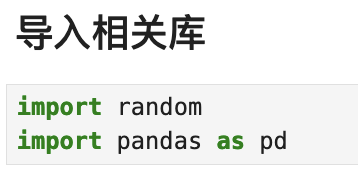 导入相关库
import random
import pandas as pd